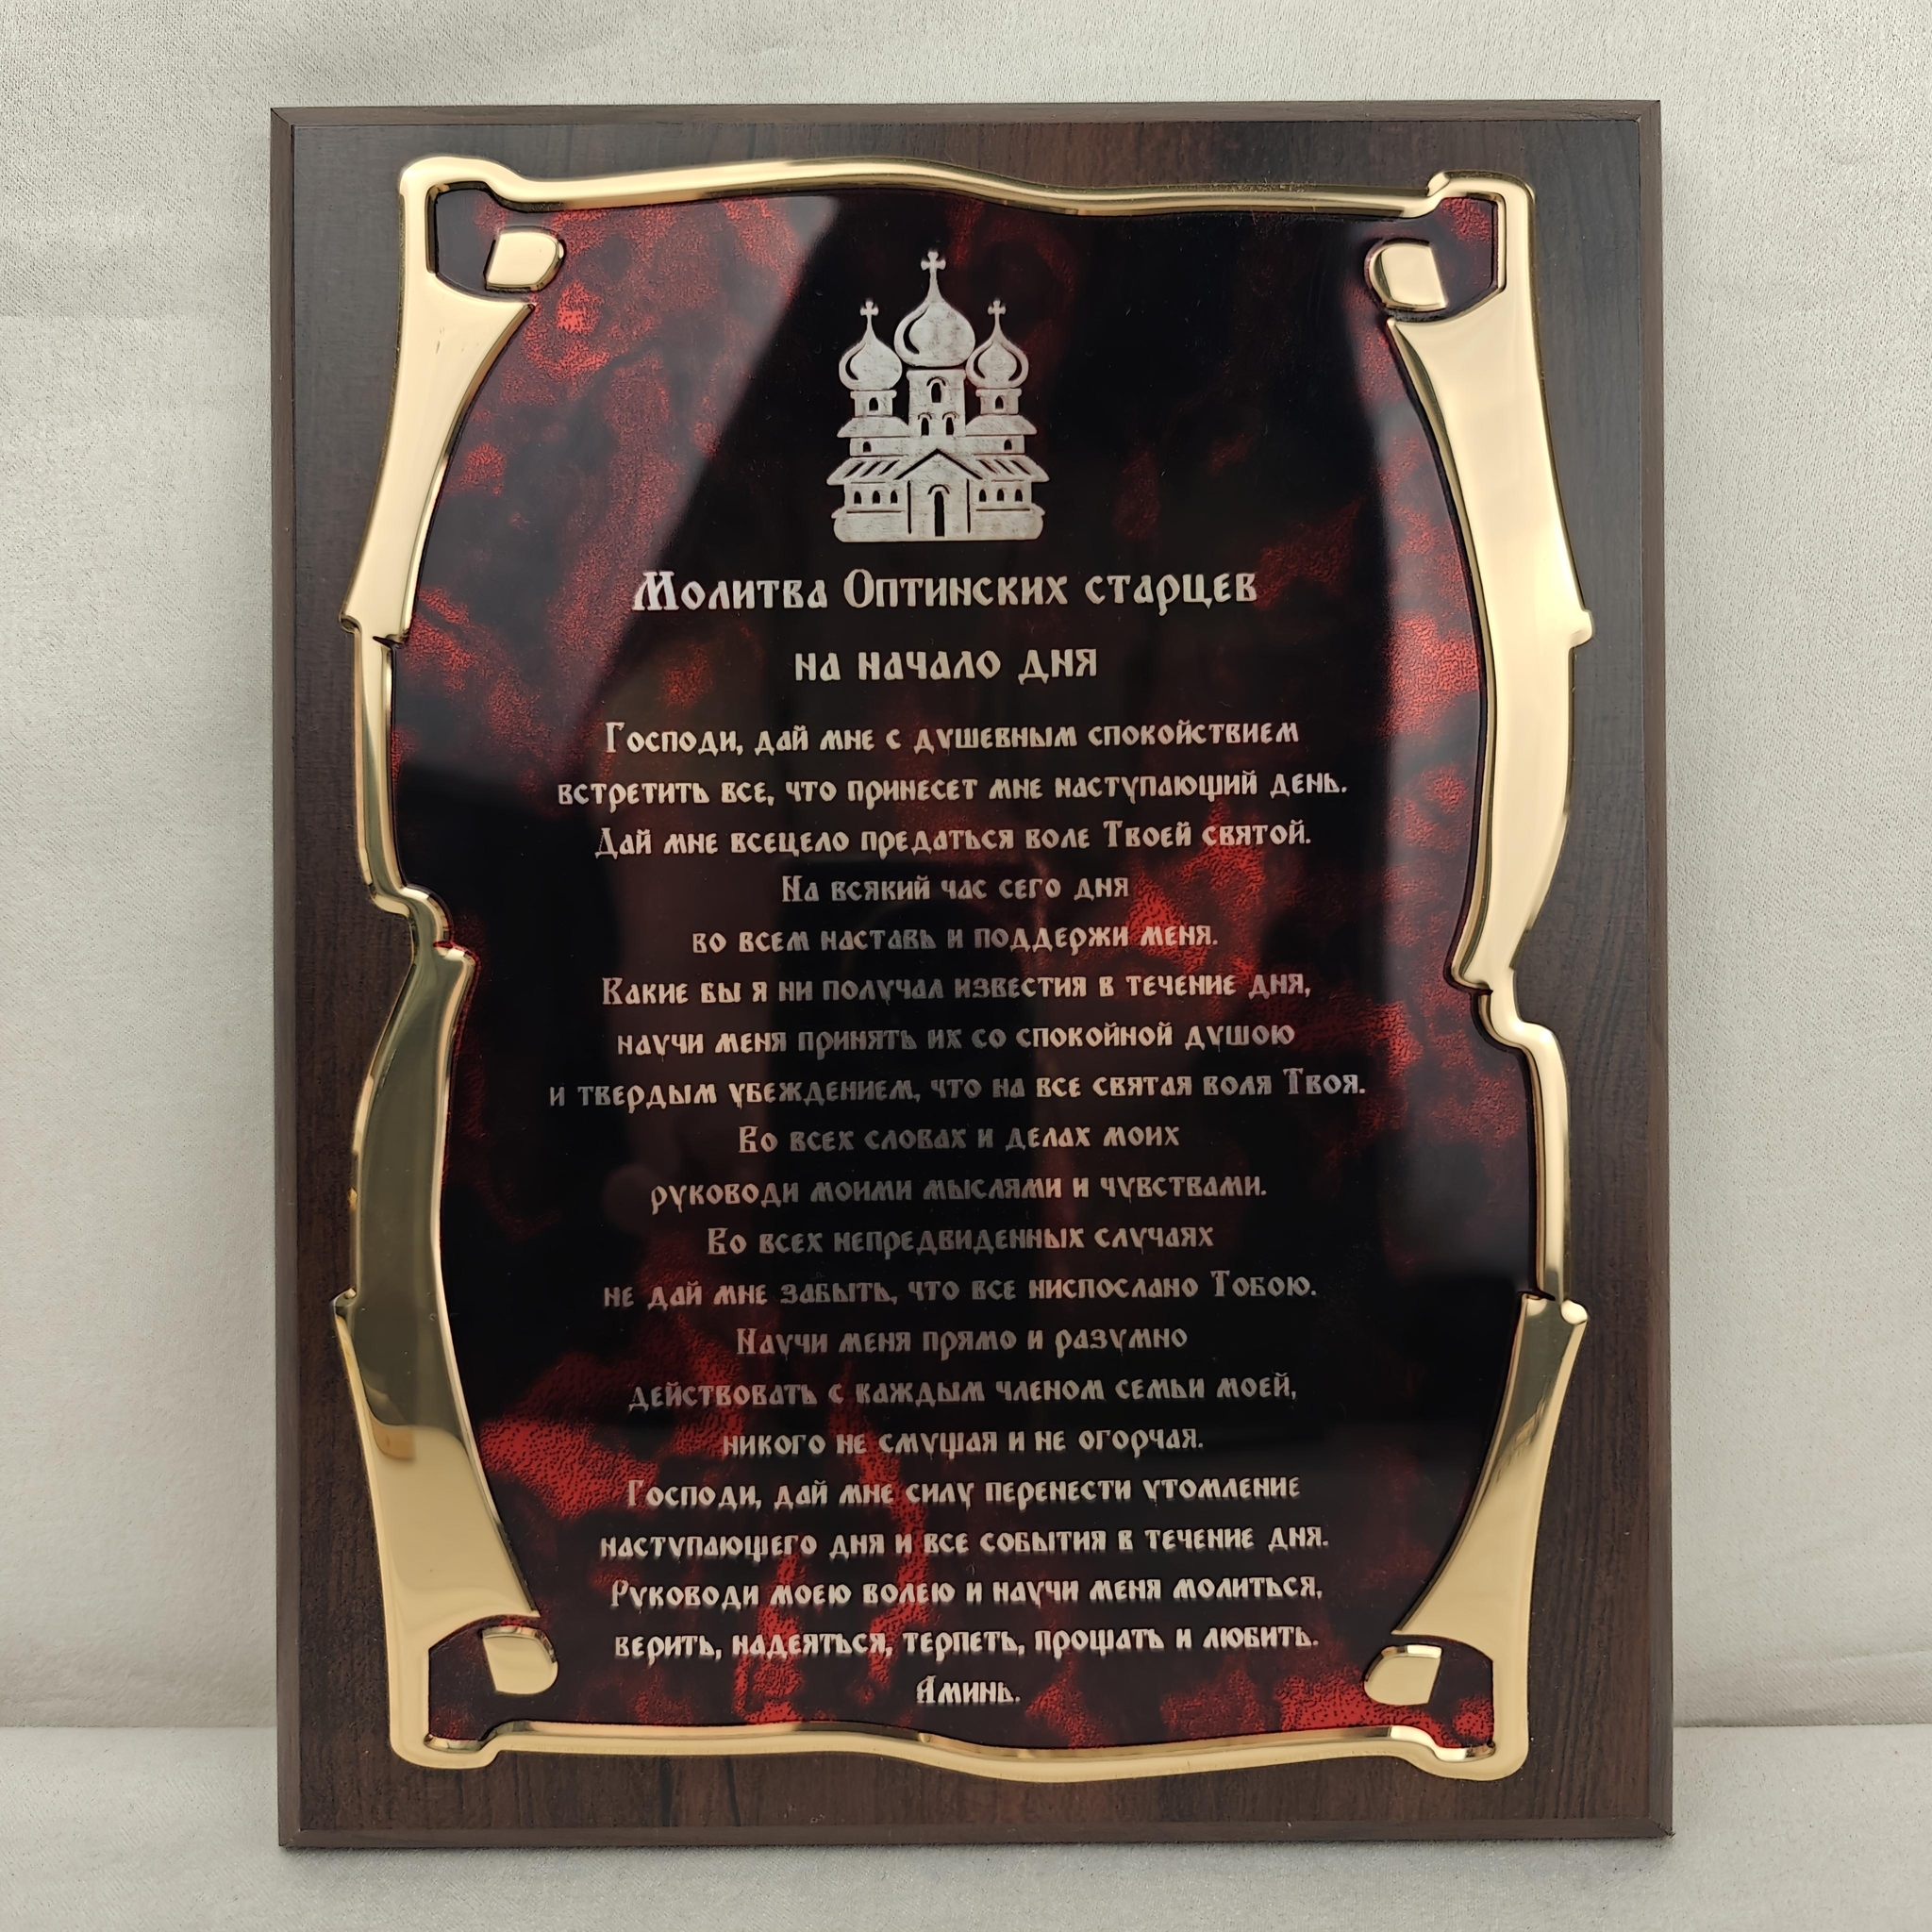 Молитва Оптинских старцев
на начало дня
Господи, дай мне с душевным спокойствием
встретить все, что принесет мне наступающий день.
Дай мне всецело предаться воле Твоей святой.
На всякий час сего дня
во всем наставь и поддержи меня.
Какие бы я ни получал известия в течение дня,
научи меня принять их со спокойной душою
и твердым убеждением, что на все святая воля Твоя.
Во всех словах и делах моих
руководи моими мыслями и чувствами.
Во всех непредвиденных случаях
не дай мне забыть, что все ниспослано Тобою.
Научи меня прямо и разумно
действовать с каждым членом семьи моей,
никого не смущая и не огорчая.
Господи, дай мне силу перенести утомление
наступающего дня и все события в течение дня.
Руководи моею волею и научи меня молиться,
верить, надеяться, терпеть, прощать и любить.
Аминь.